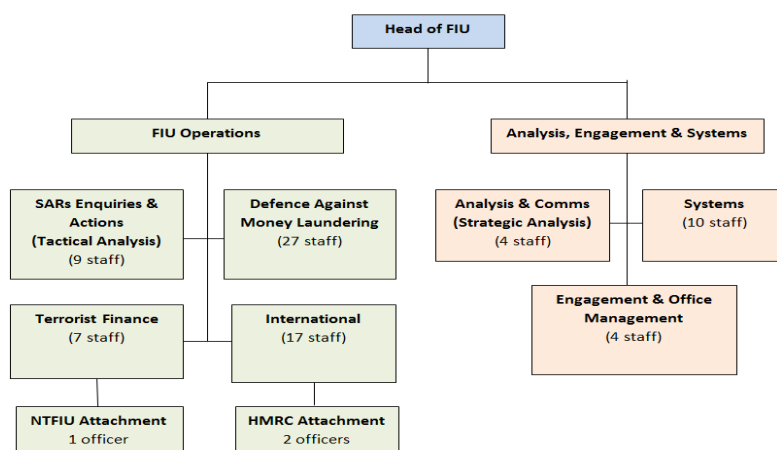 Head of FIU
FIU Operations
Analysis, Engagement & Systems
SARs Enquiries &
Actions
(Tactical Analysis)
(9 staff)
Defence Against
Money Laundering
(27 staff)
Analysis & Comms
(Strategic Analysis)
(4 staff)
Systems
(10 staff)
Terrorist Finance
(7 staff)
International
(17 staff)
Engagement & Office
Management
(4 staff)
NTFIU Attachment
1 officer
HMRC Attachment
2 officers